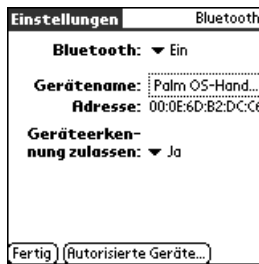 Einstellungen Bluetooth
Bluetooth: Ein
Gerätename: Palm OS-Hand...
Adresse: 00:0E:6D:B2:DC:C6
Geräteerken-
nung zulassen: Ja
Fertig Autorisierte Geräte...